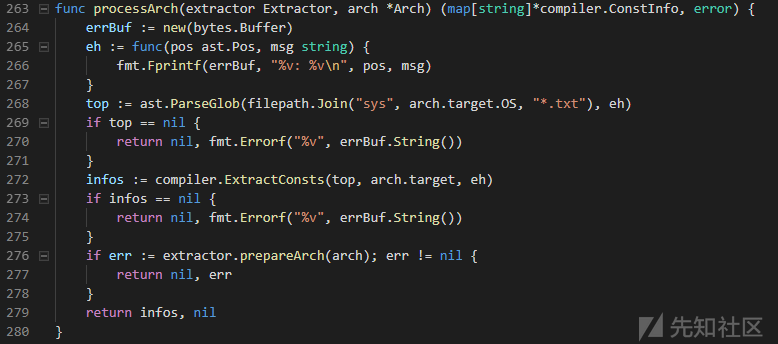 263 func processArch(extractor Extractor, arch *Arch) (map[string]*compiler.ConstInfo, error) {
264     errBuf := new(bytes.Buffer)
265     eh := func(pos ast.Pos, msg string) {
266         fmt.Fprintf(errBuf, "%v: %v\n", pos, msg)
267     }
268     top := ast.ParseGlob(filepath.Join("sys", arch.target.OS, "*.txt"), eh)
269     if top == nil {
270         return nil, fmt.Errorf("%v", errBuf.String())
271     }
272     infos := compiler.ExtractConsts(top, arch.target, eh)
273     if infos == nil {
274         return nil, fmt.Errorf("%v", errBuf.String())
275     }
276     if err := extractor.prepareArch(arch); err != nil {
277         return nil, err
278     }
279     return infos, nil
280 }
先知社区